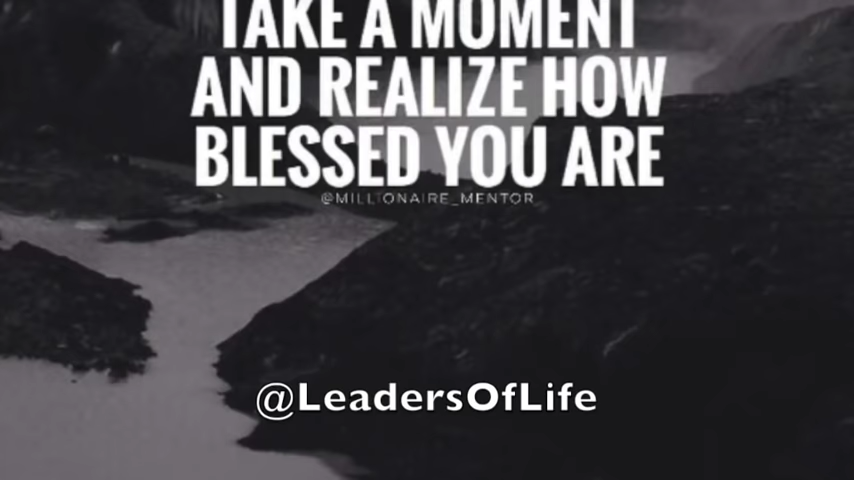 TAKE A MOMENT
AND REALIZE HOW
BLESSED YOU ARE
@MILLIONAIRE_MENTOR
@LeadersOfLife